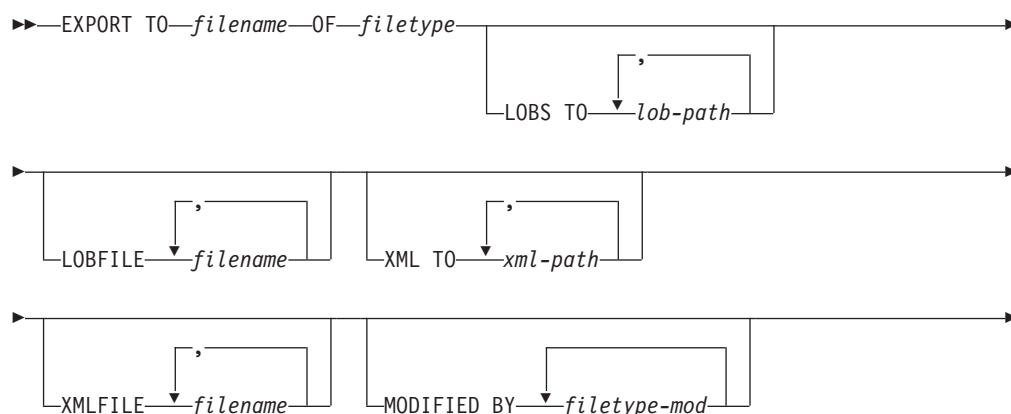 EXPORT TO filename OF filetype
,
LOBS TO lob-path
, ,
LOBFILE filename XML TO xml-path
,
XMLFILE filename MODIFIED BY filetype-mod